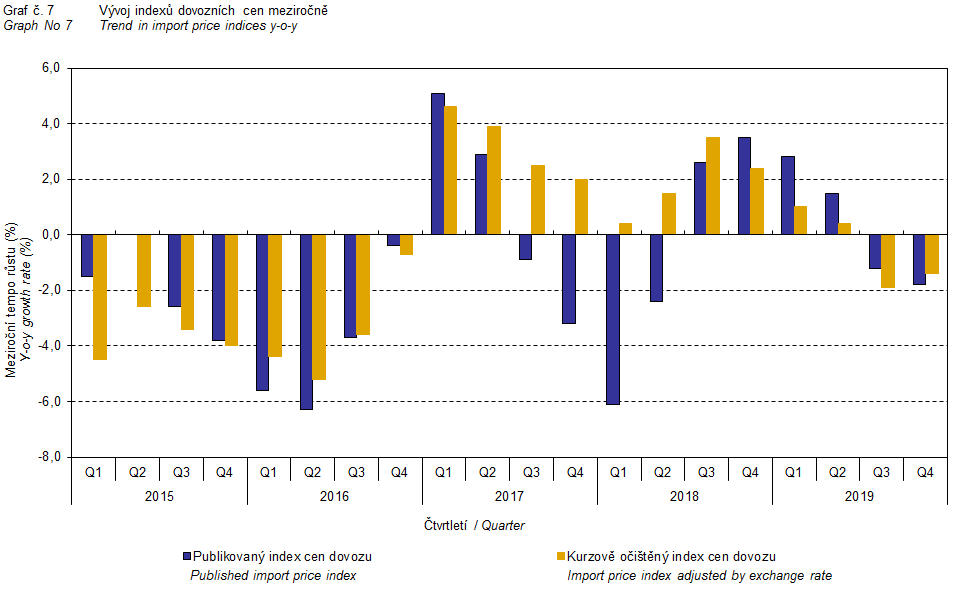 Graf č. 7 Vývoj indexů dovozních cen meziročně
Graph No 7 Trend in import price indices y-o-y
6,0
4,0
2,0
0,0
-2,0
-4,0
-6,0
-8,0
Meziroční tempo růstu (%)
Y-o-y growth rate (%)
Q1 Q2 Q3 Q4 Q1 Q2 Q3 Q4 Q1 Q2 Q3 Q4 Q1 Q2 Q3 Q4 Q1 Q2 Q3 Q4
2015 2016 2017 2018 2019
Čtvrtletí / Quarter
Publikovaný index cen dovozu Kurzově očištěný index cen dovozu
Published import price index Import price index adjusted by exchange rate